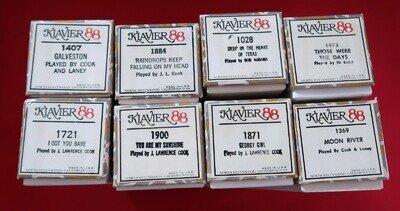 KLAVIER 88
1407
GALVESTON
PLAYED BY COOK
AND LANEY
KLAVIER 88
1884
RAINDROPS KEEP
FALLING ON MY HEAD
Played by J. L. Cook
KLAVIER 88
1028
DEEP IN THE HEART
OF TEXAS
Played by
KLAVIER 88
1975
THOSE WERE
THE DAYS
KLAVIER 88
1721
I GOT YOU BABE
Played by J. LAWRENCE COOK
KLAVIER 88
1900
YOU ARE MY SUNSHINE
Played by J. LAWRENCE COOK
KLAVIER 88
1871
GEORGY GIRL
Played by J. LAWRENCE COOK
KLAVIER 88
1369
MOON RIVER
Played By Cook & Laney